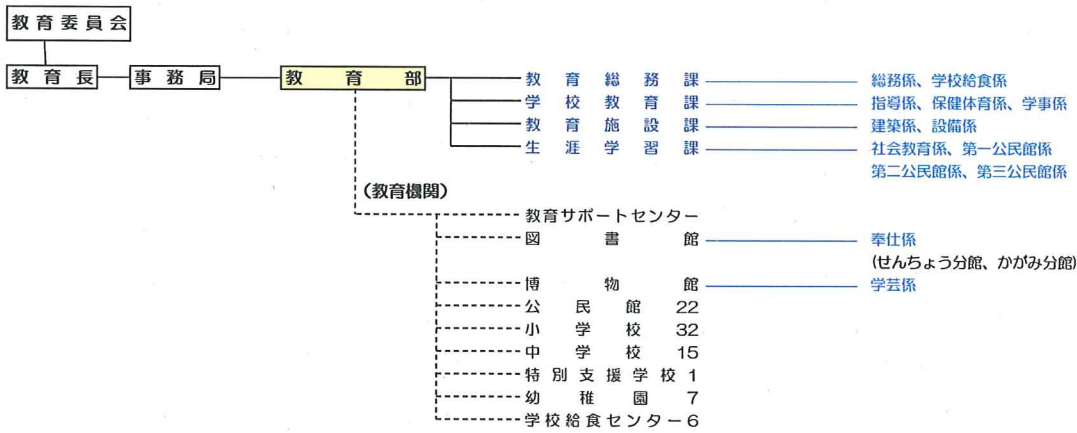 教育委員会
教育長 事務局 教育部 教育総務課 総務係、学校給食係
学校教育課 指導係、保健体育係、学事係
教育施設課 建築係、設備係
生涯学習課 社会教育係、第一公民館係
第二公民館係、第三公民館係
(教育機関)
教育サポートセンター
図書館 奉仕係
(せんちょう分館、かがみ分館)
博物館 学芸係
公民館 22
小学校 32
中学校 15
特別支援学校 1
幼稚園 7
学校給食センター 6